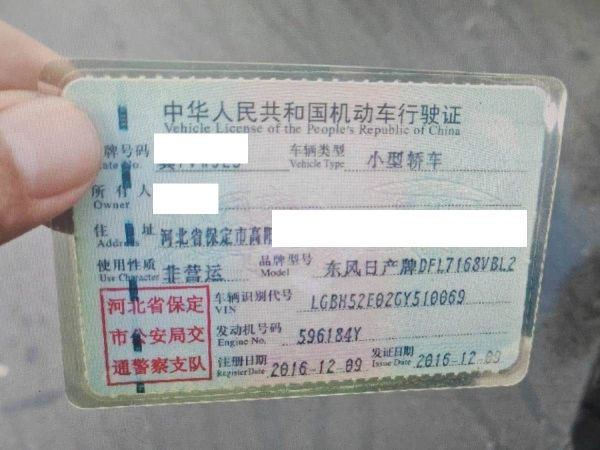 中华人民共和国机动车行驶证
Vehicle License of the People's Republic of China
牌号码 车辆类型 小型轿车
Vehicle Type
所有人
Owner
住址 河北省保定市高阳
Address
使用性质 非营运 品牌型号 东风日产牌DFL7168VBL2
Use Character Model
河北省保定 车辆识别代号 LGBH52E02GY510069
VIN
市公安局交 发动机号码 596184Y
Engine No.
通警察支队 注册日期 2016-12-09 发证日期 2016-12-09
Register Date Issue Date